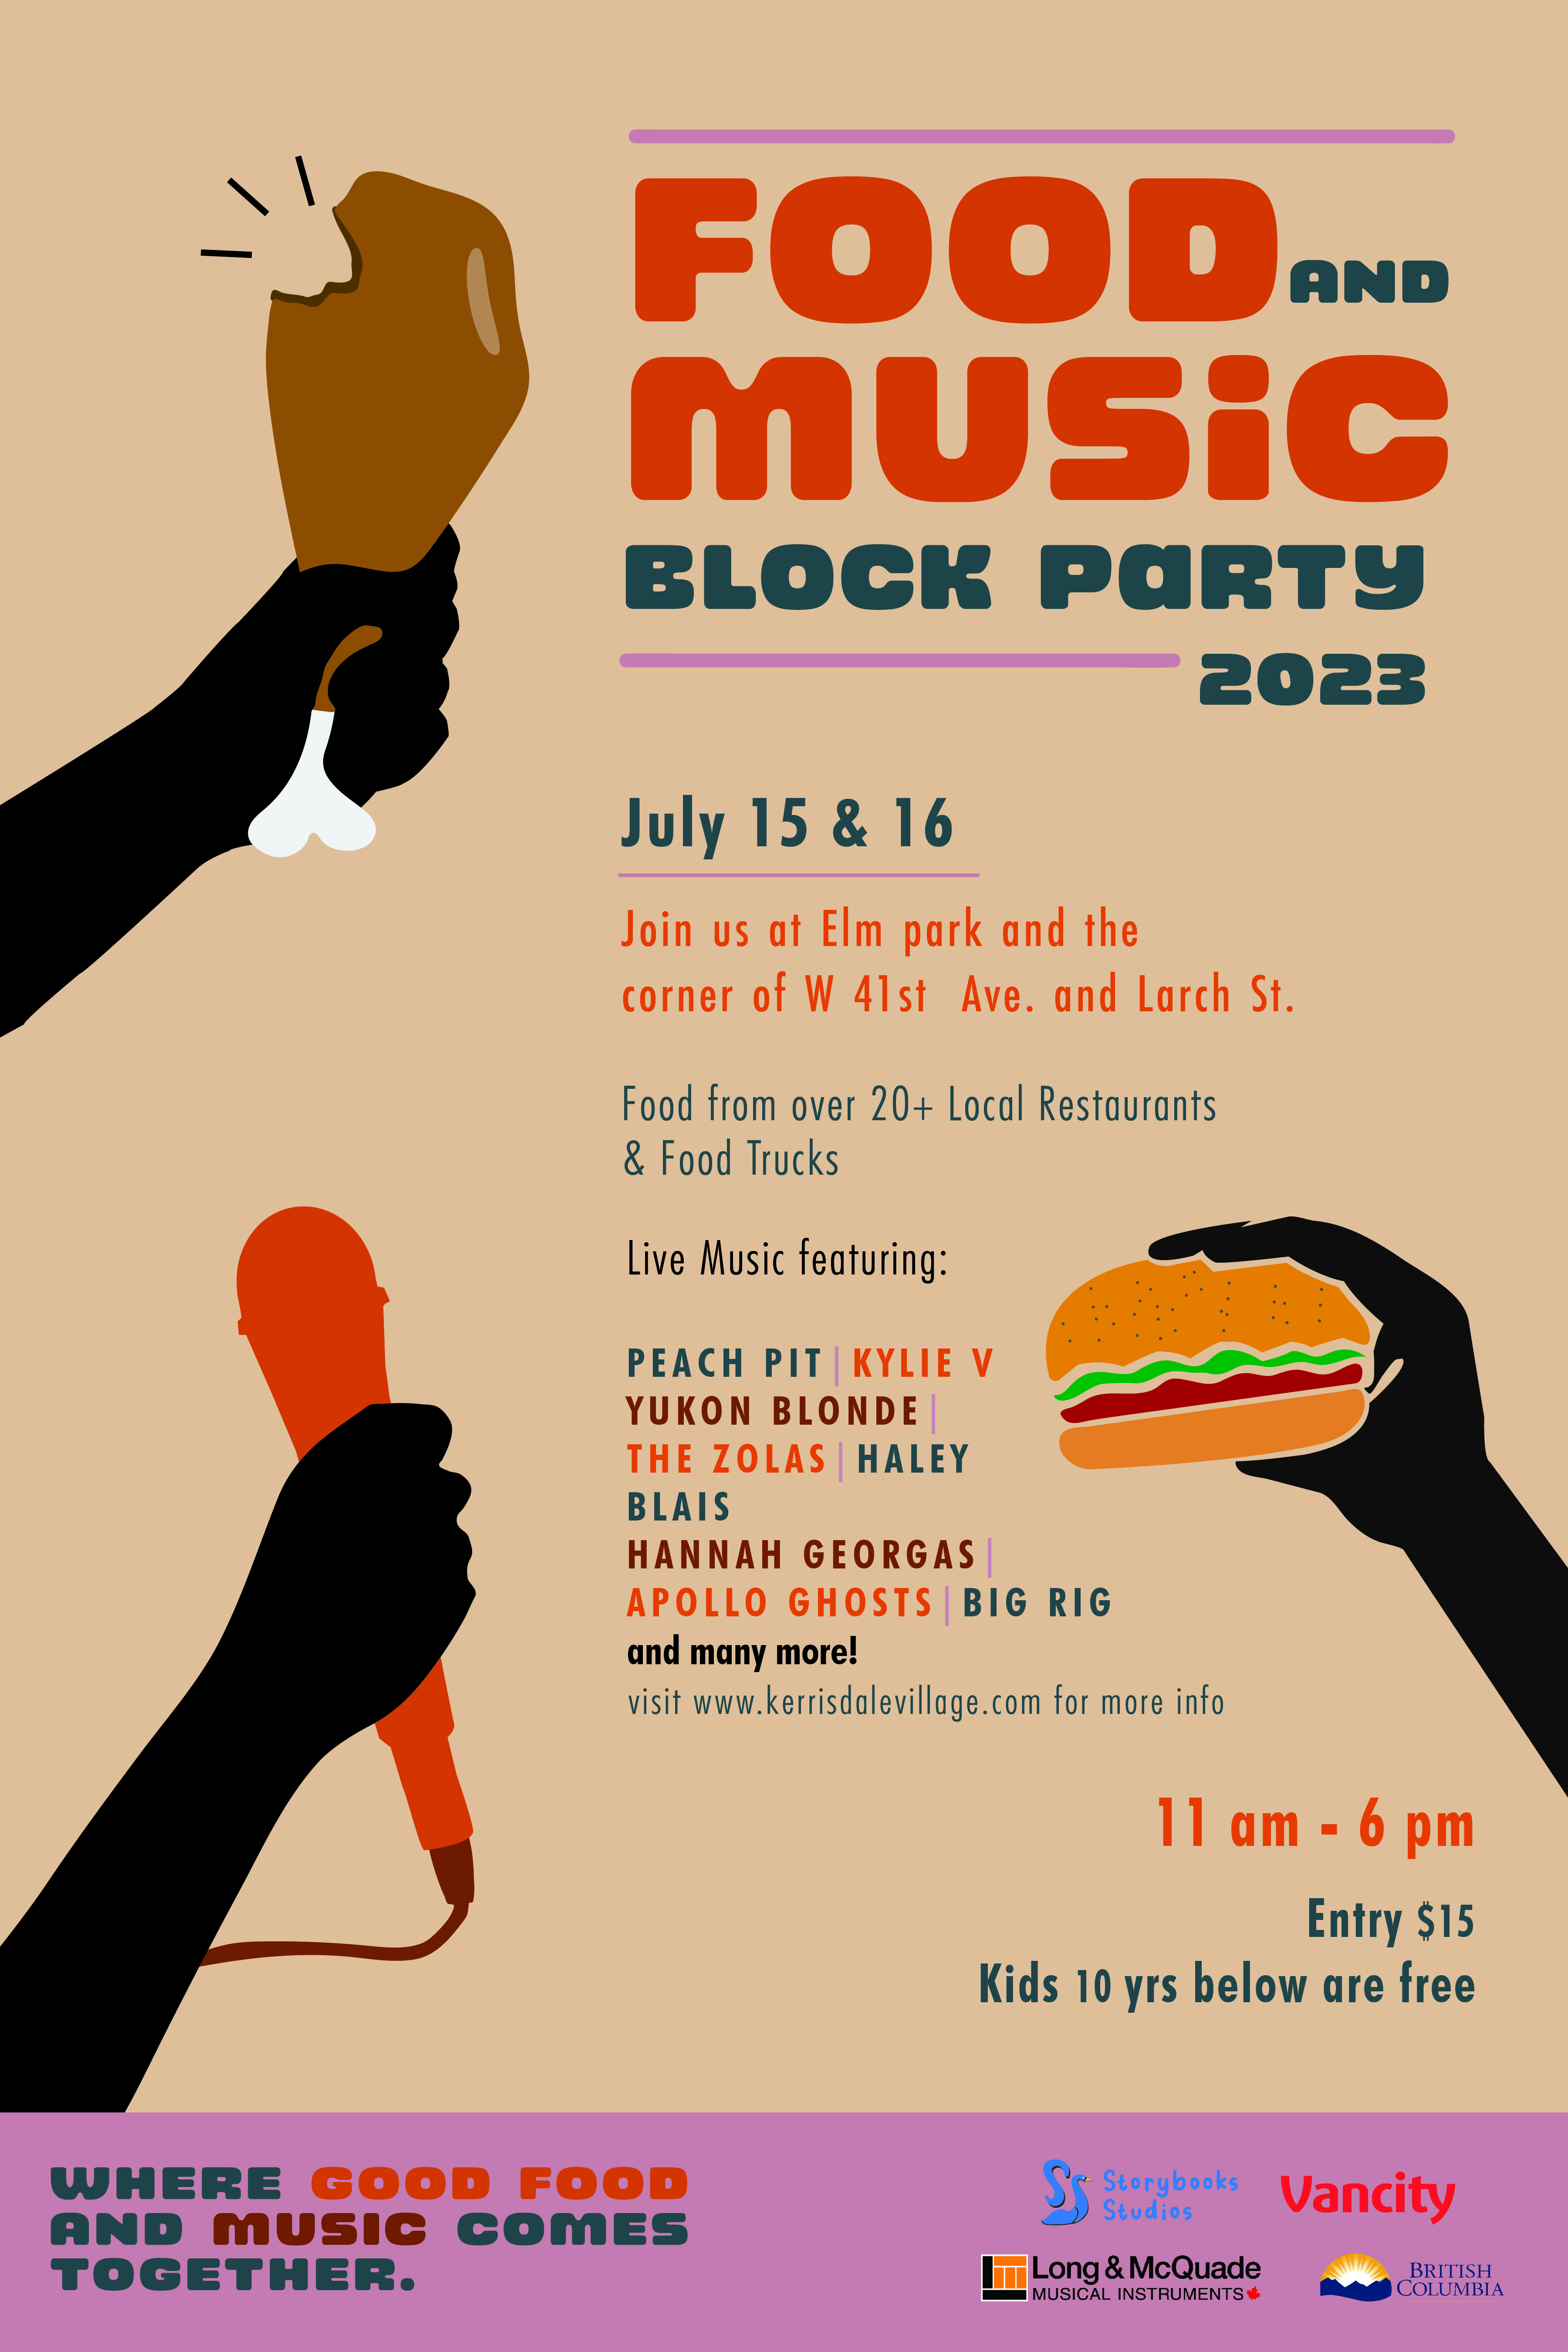 FOOD AND
MUSiC
BLOCK PARTY
2023
July 15 & 16
Join us at Elm park and the
corner of W 41st Ave. and Larch St.
Food from over 20+ Local Restaurants
& Food Trucks
Live Music featuring:
PEACH PIT | KYLIE V
YUKON BLONDE |
THE ZOLAS | HALEY
BLAIS
HANNAH GEORGAS |
APOLLO GHOSTS | BIG RIG
and many more!
visit www.kerrisdalevillage.com for more info
11 am - 6 pm
Entry $15
Kids 10 yrs below are free
WHERE GOOD FOOD
AND MUSIC COMES
TOGETHER.
Storybooks
Studios
Vancity
Long & McQuade
MUSICAL INSTRUMENTS
BRITISH
COLUMBIA